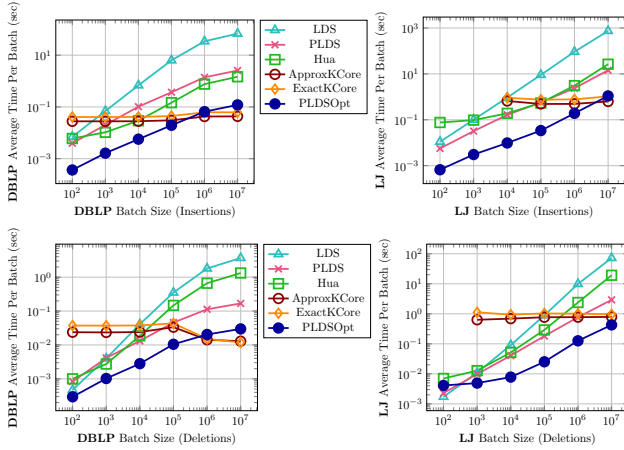 DBLP Average Time Per Batch (sec)
10^1
10^−1
10^−3
10^2 10^3 10^4 10^5 10^6 10^7
DBLP Batch Size (Insertions)
LDS
PLDS
Hua
ApproxKCore
ExactKCore
PLDSOpt
LJ Average Time Per Batch (sec)
10^3
10^1
10^−1
10^−3
10^2 10^3 10^4 10^5 10^6 10^7
LJ Batch Size (Insertions)
DBLP Average Time Per Batch (sec)
10^0
10^−1
10^−2
10^−3
10^2 10^3 10^4 10^5 10^6 10^7
DBLP Batch Size (Deletions)
LDS
PLDS
Hua
ApproxKCore
ExactKCore
PLDSOpt
LJ Average Time Per Batch (sec)
10^2
10^1
10^0
10^−1
10^−2
10^−3
10^2 10^3 10^4 10^5 10^6 10^7
LJ Batch Size (Deletions)